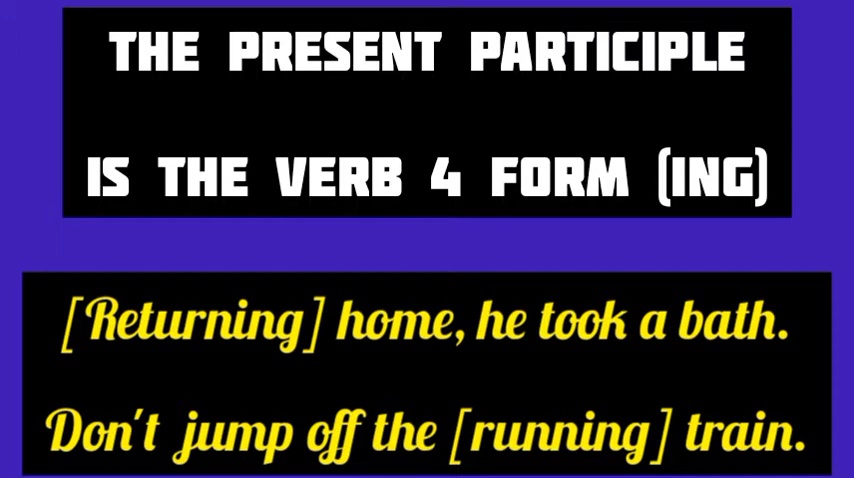 THE PRESENT PARTICIPLE
IS THE VERB 4 FORM (ING)
[Returning] home, he took a bath.
Don't jump off the [running] train.